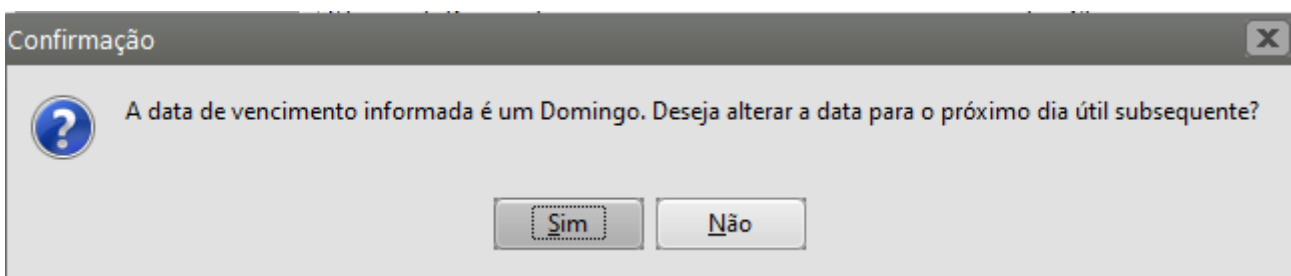 Confirmação
A data de vencimento informada é um Domingo. Deseja alterar a data para o próximo dia útil subsequente?
Sim
Não